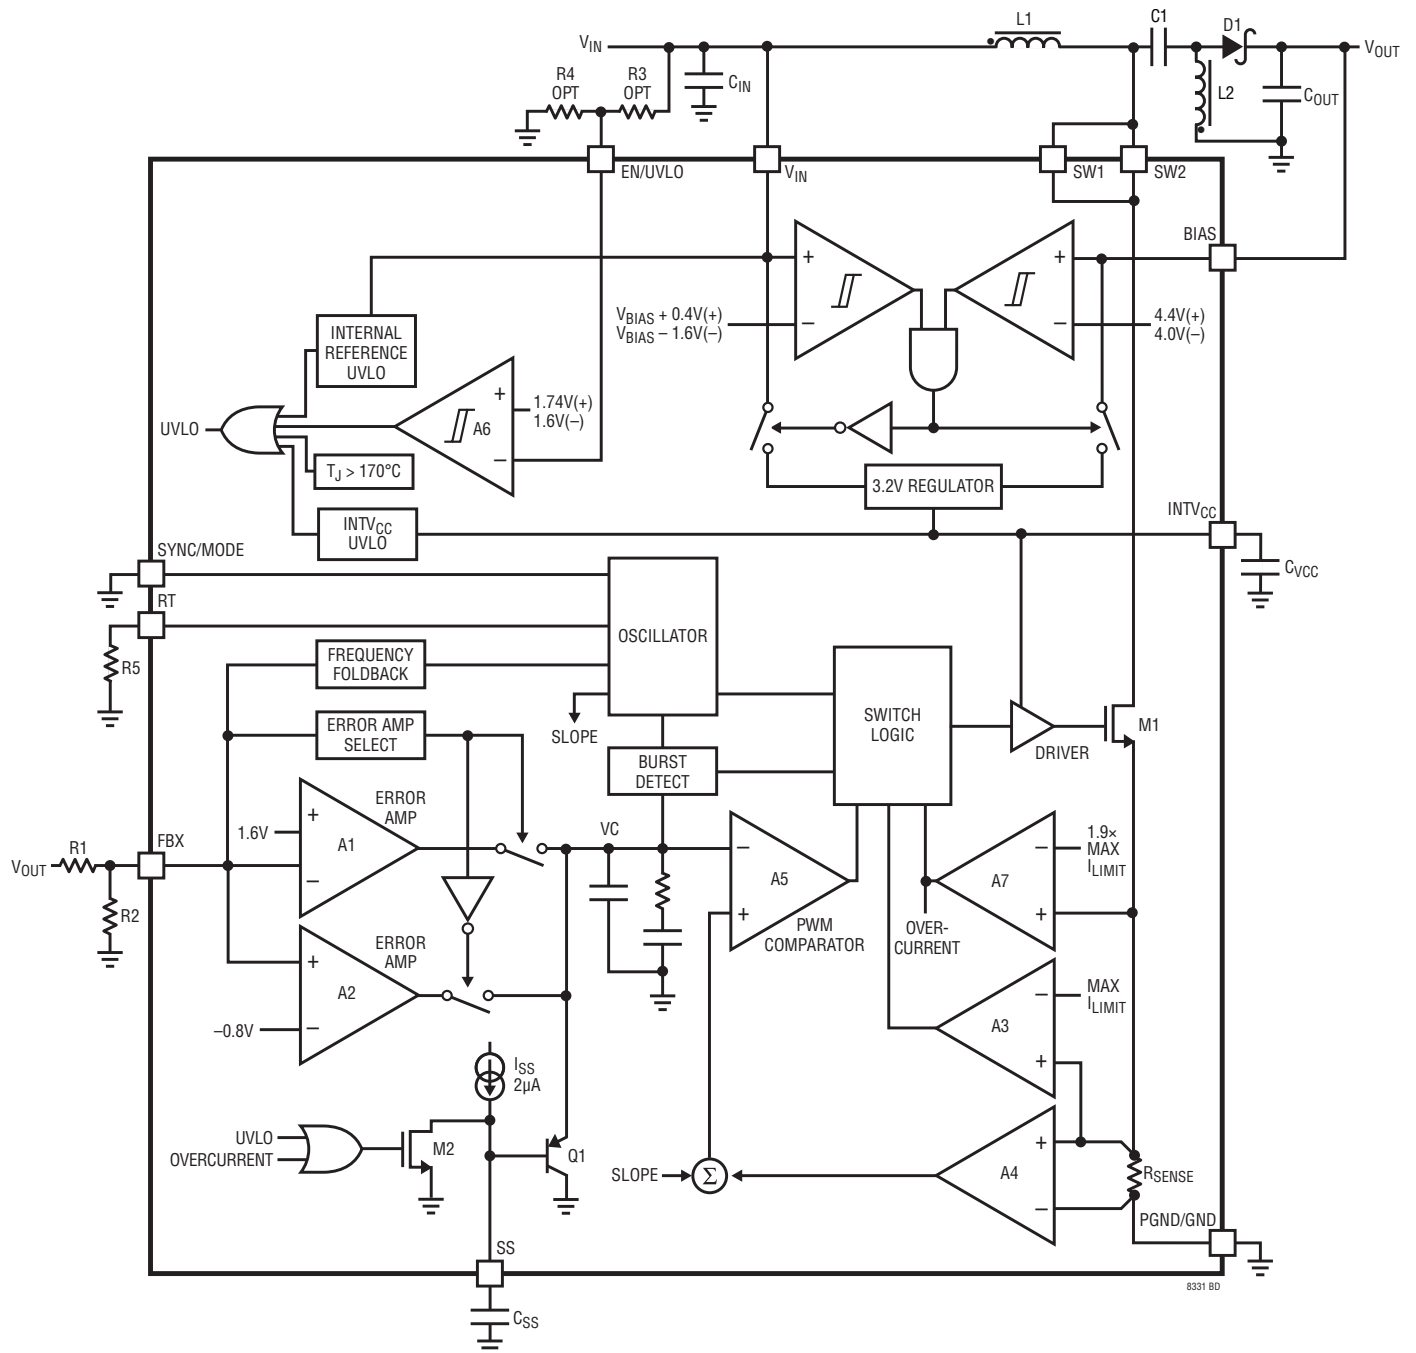 L1
C1
D1
VIN
VOUT
R4
OPT
R3
OPT
CIN
L2
COUT
EN/UVLO
VIN
SW1
SW2
BIAS
+
+
VBIAS + 0.4V(+)
VBIAS – 1.6V(–)
–
–
4.4V(+)
4.0V(–)
INTERNAL
REFERENCE
UVLO
UVLO
+
1.74V(+)
1.6V(–)
A6
–
TJ > 170°C
3.2V REGULATOR
INTVCC
UVLO
INTVCC
CVCC
SYNC/MODE
RT
R5
OSCILLATOR
FREQUENCY
FOLDBACK
ERROR AMP
SELECT
SLOPE
SWITCH
LOGIC
DRIVER
M1
BURST
DETECT
ERROR
AMP
1.6V
+
A1
–
VC
VOUT
R1
FBX
R2
–
A5
+
PWM
COMPARATOR
1.9×
MAX
ILIMIT
–
A7
+
OVER-
CURRENT
ERROR
AMP
+
A2
–
–0.8V
MAX
ILIMIT
–
A3
+
ISS
2µA
UVLO
OVERCURRENT
M2
Q1
SLOPE
Σ
+
A4
–
RSENSE
PGND/GND
SS
CSS
8331 BD